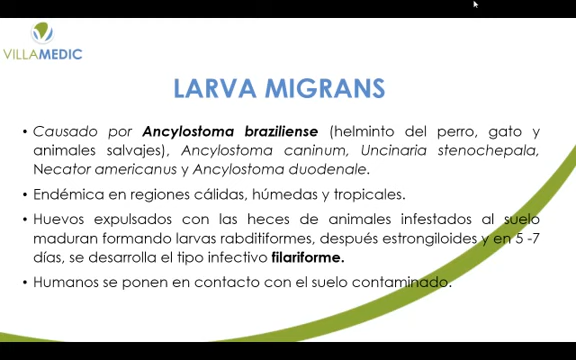 VILLAMEDIC
LARVA MIGRANS
• Causado por Ancylostoma braziliense (helminto del perro, gato y
animales salvajes), Ancylostoma caninum, Uncinaria stenochepala,
Necator americanus y Ancylostoma duodenale.
• Endémica en regiones cálidas, húmedas y tropicales.
• Huevos expulsados con las heces de animales infestados al suelo
maduran formando larvas rabditiformes, después estrongiloides y en 5 -7
días, se desarrolla el tipo infectivo filariforme.
• Humanos se ponen en contacto con el suelo contaminado.